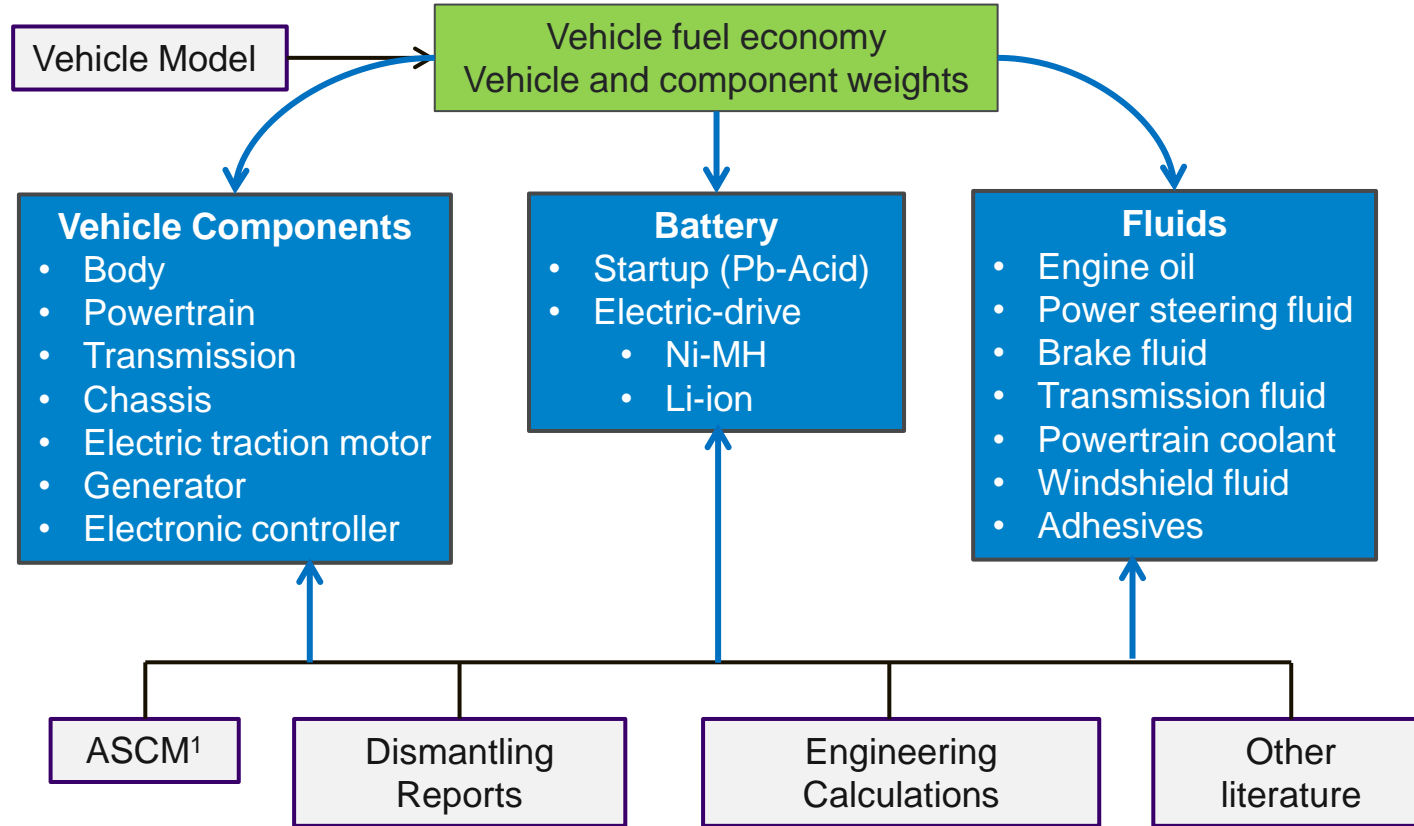 Vehicle Model
Vehicle fuel economy
Vehicle and component weights
Vehicle Components
• Body
• Powertrain
• Transmission
• Chassis
• Electric traction motor
• Generator
• Electronic controller
Battery
• Startup (Pb-Acid)
• Electric-drive
• Ni-MH
• Li-ion
Fluids
• Engine oil
• Power steering fluid
• Brake fluid
• Transmission fluid
• Powertrain coolant
• Windshield fluid
• Adhesives
ASCM¹
Dismantling
Reports
Engineering
Calculations
Other
literature